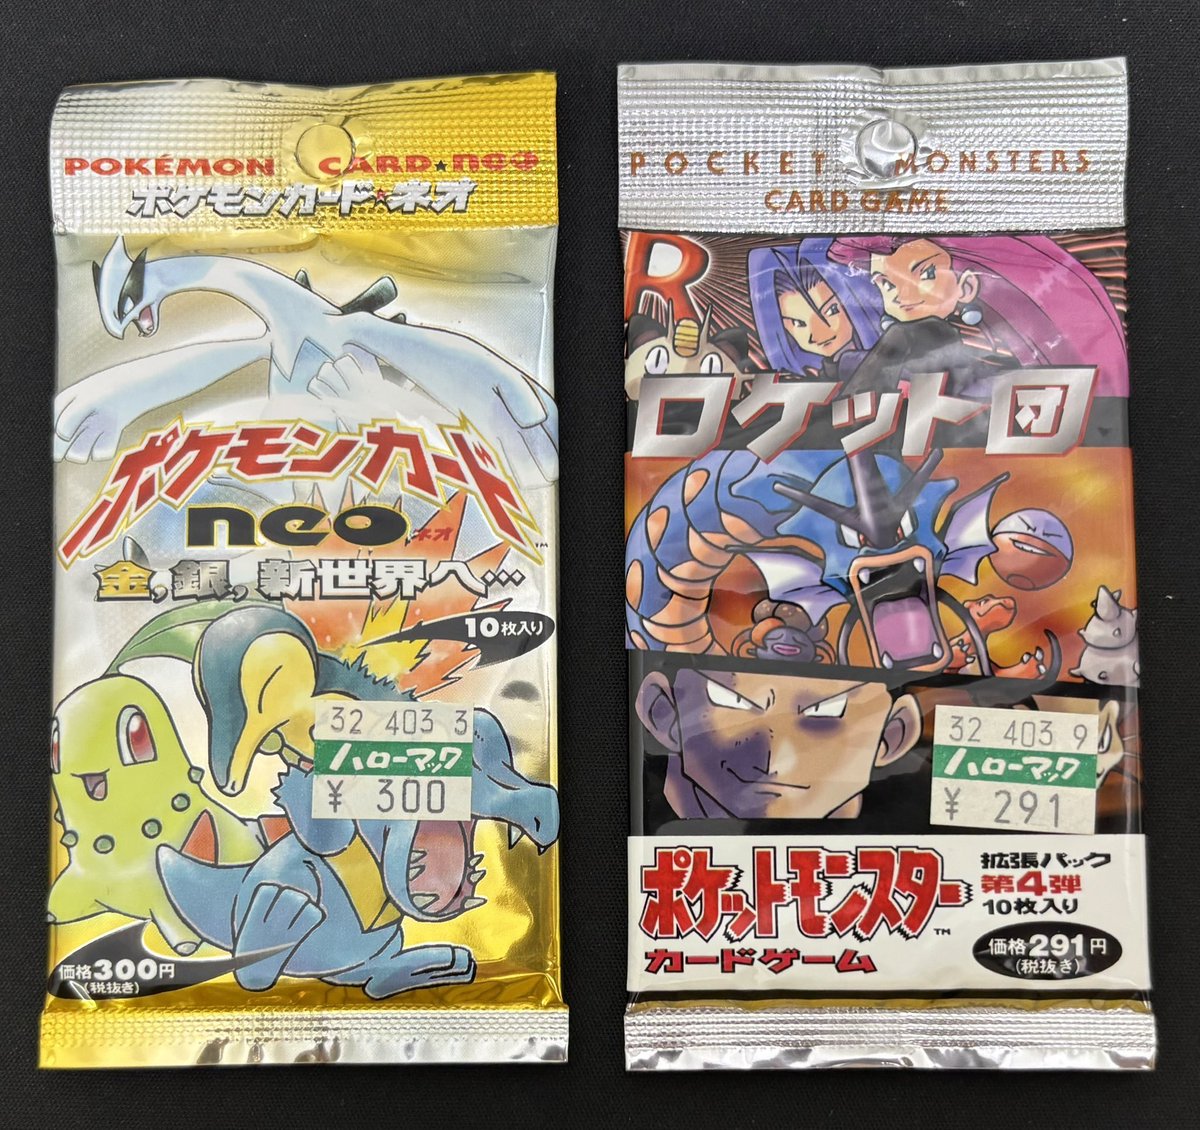 POKÉMON CARD★neo
ポケモンカード★ネオ
ポケモンカード
neo ネオ
™
金、銀、新世界へ…
10枚入り
32 403 3
ハローマック
¥ 300
価格300円
(税抜き)
POCKET MONSTERS
CARD GAME
R
ロケット団
32 403 9
ハローマック
¥ 291
ポケットモンスター
™
カードゲーム
拡張パック
第4弾
10枚入り
価格291円
(税抜き)